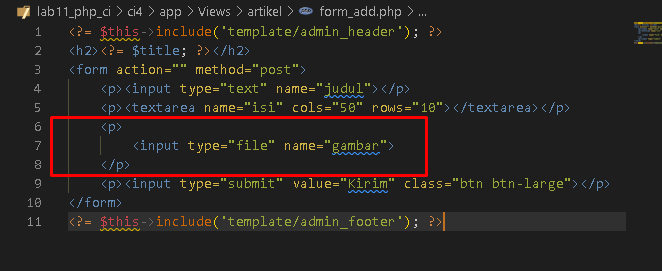 lab11_php_ci > ci4 > app > Views > artikel > form_add.php > ...
1 <?= $this->include('template/admin_header'); ?>
2 <h2><?= $title; ?></h2>
3 <form action="" method="post">
4 <p><input type="text" name="judul"></p>
5 <p><textarea name="isi" cols="50" rows="10"></textarea></p>
6 <p>
7 <input type="file" name="gambar">
8 </p>
9 <p><input type="submit" value="Kirim" class="btn btn-large"></p>
10 </form>
11 <?= $this->include('template/admin_footer'); ?>